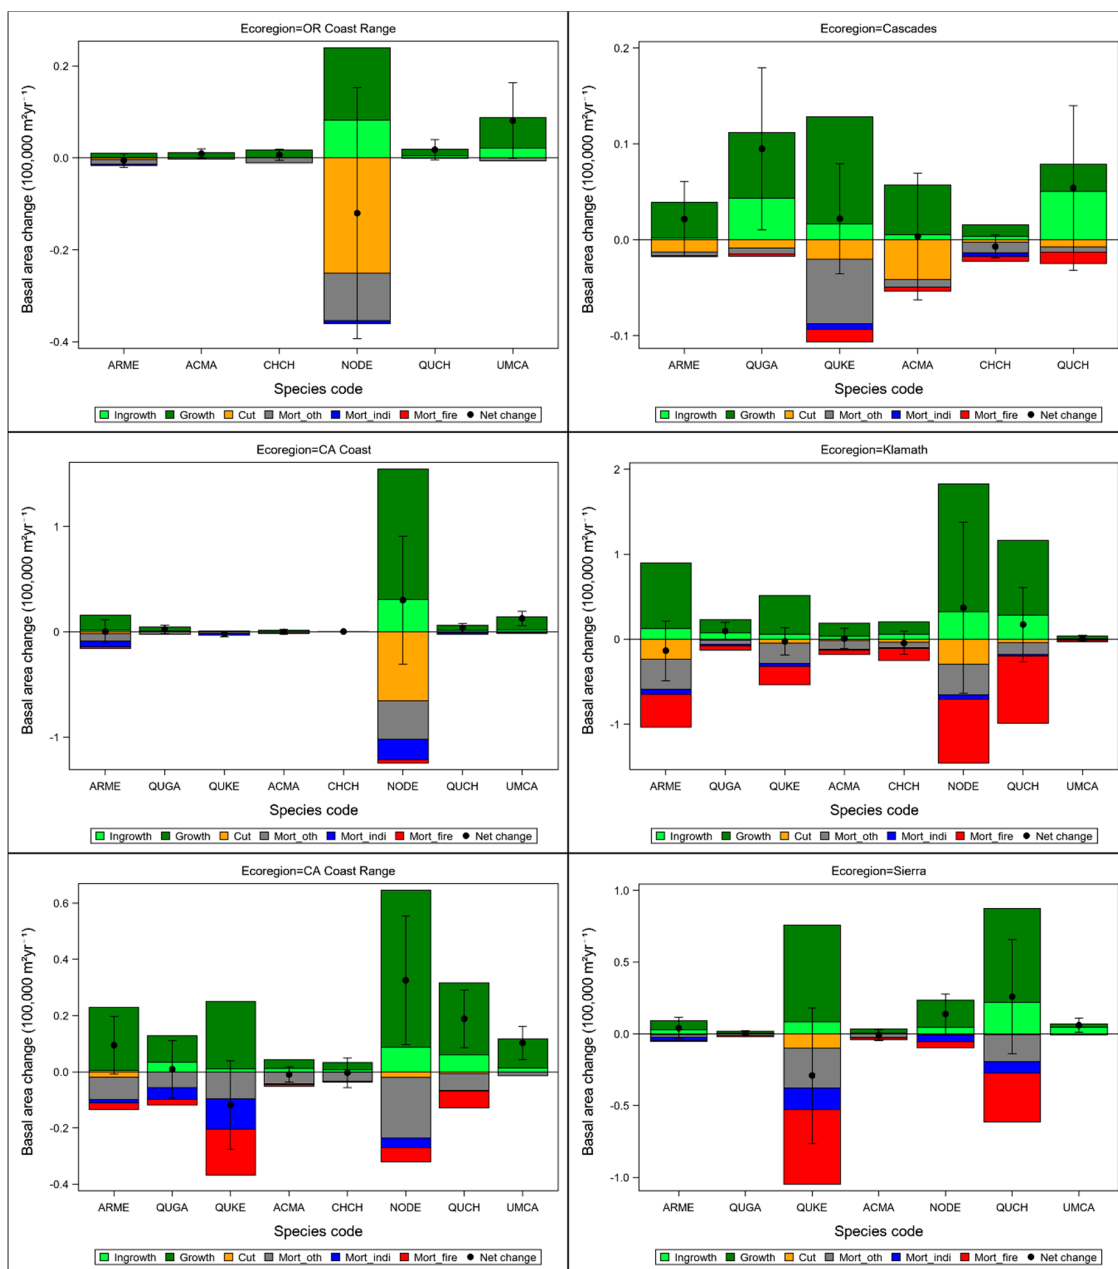 Ecoregion=OR Coast Range
Basal area change (100,000 m²yr⁻¹)
0.2
0.0
-0.2
-0.4
ARME ACMA CHCH NODE QUCH UMCA
Species code
Ingrowth Growth Cut Mort_oth Mort_indi Mort_fire Net change
Ecoregion=Cascades
Basal area change (100,000 m²yr⁻¹)
0.2
0.1
0.0
-0.1
ARME QUGA QUKE ACMA CHCH QUCH
Species code
Ingrowth Growth Cut Mort_oth Mort_indi Mort_fire Net change
Ecoregion=CA Coast
Basal area change (100,000 m²yr⁻¹)
1
0
-1
ARME QUGA QUKE ACMA CHCH NODE QUCH UMCA
Species code
Ingrowth Growth Cut Mort_oth Mort_indi Mort_fire Net change
Ecoregion=Klamath
Basal area change (100,000 m²yr⁻¹)
2
1
0
-1
ARME QUGA QUKE ACMA CHCH NODE QUCH UMCA
Species code
Ingrowth Growth Cut Mort_oth Mort_indi Mort_fire Net change
Ecoregion=CA Coast Range
Basal area change (100,000 m²yr⁻¹)
0.6
0.4
0.2
0.0
-0.2
-0.4
ARME QUGA QUKE ACMA CHCH NODE QUCH UMCA
Species code
Ingrowth Growth Cut Mort_oth Mort_indi Mort_fire Net change
Ecoregion=Sierra
Basal area change (100,000 m²yr⁻¹)
1.0
0.5
0.0
-0.5
-1.0
ARME QUGA QUKE ACMA NODE QUCH UMCA
Species code
Ingrowth Growth Cut Mort_oth Mort_indi Mort_fire Net change